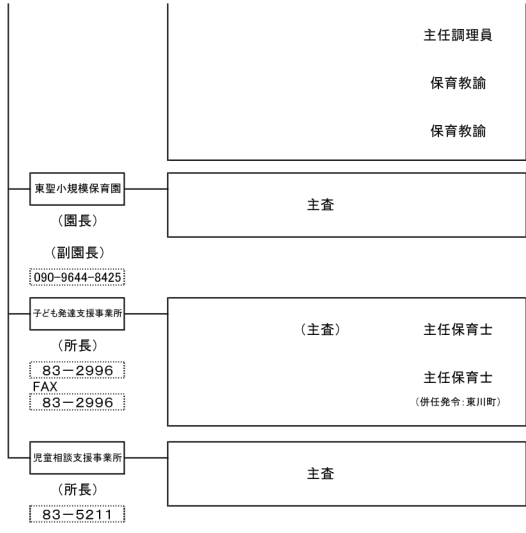 主任調理員
保育教諭
保育教諭
東聖小規模保育園
主査
（園長）
（副園長）
090-9644-8425
子ども発達支援事業所
（主査）
主任保育士
（所長）
83－2996
主任保育士
FAX
（併任発令：東川町）
83－2996
児童相談支援事業所
主査
（所長）
83－5211